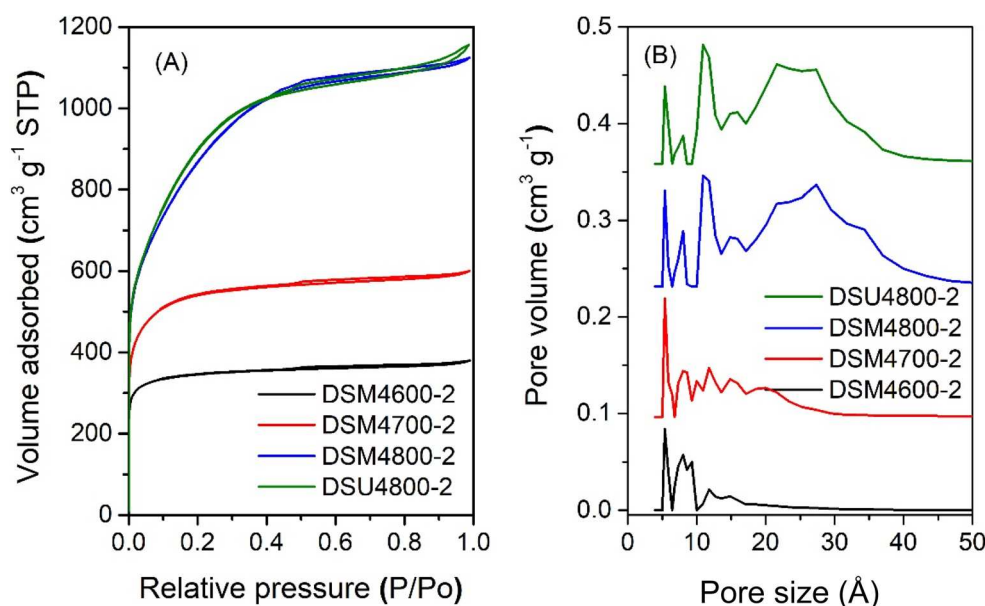 (A)
Volume adsorbed (cm³ g⁻¹ STP)
1200
1000
800
600
400
200
0
0.0 0.2 0.4 0.6 0.8 1.0
Relative pressure (P/Po)
DSM4600-2
DSM4700-2
DSM4800-2
DSU4800-2
(B)
Pore volume (cm³ g⁻¹)
0.5
0.4
0.3
0.2
0.1
0.0
0 10 20 30 40 50
Pore size (Å)
DSU4800-2
DSM4800-2
DSM4700-2
DSM4600-2